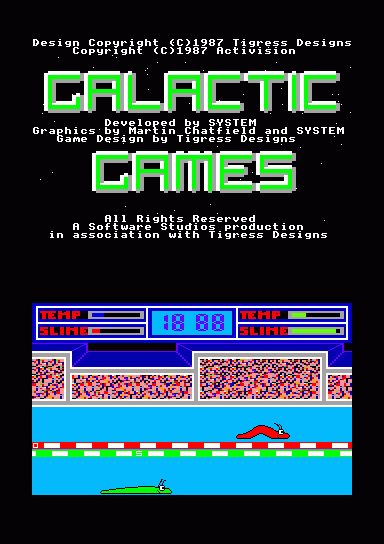 Design Copyright (C)1987 Tigress Designs
Copyright (C)1987 Activision
GALACTIC
Developed by SYSTEM
Graphics by Martin Chatfield and SYSTEM
Game Design by Tigress Designs
GAMES
All Rights Reserved
A Software Studios production
in association with Tigress Designs
TEMP 18 88 TEMP
SLIME SLIME
S